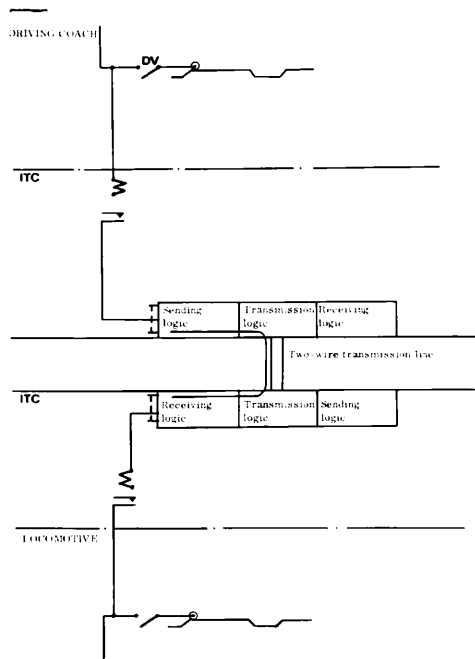 DRIVING COACH
DV
ITC
Sending logic
Transmission logic
Receiving logic
Two-wire transmission line
ITC
Receiving logic
Transmission logic
Sending logic
LOCOMOTIVE